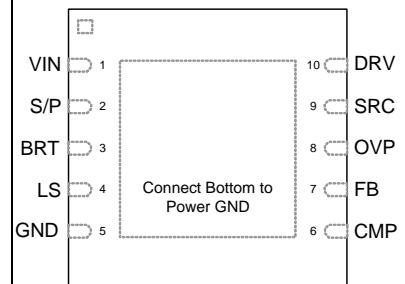 VIN 1 10 DRV
S/P 2 9 SRC
BRT 3 8 OVP
LS 4 Connect Bottom to 7 FB
Power GND
GND 5 6 CMP